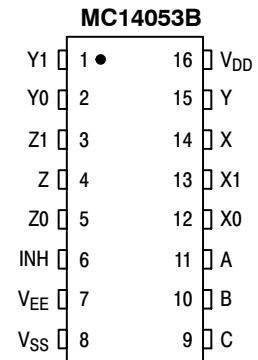 MC14053B
Y1 1 16 VDD
Y0 2 15 Y
Z1 3 14 X
Z 4 13 X1
Z0 5 12 X0
INH 6 11 A
VEE 7 10 B
VSS 8 9 C